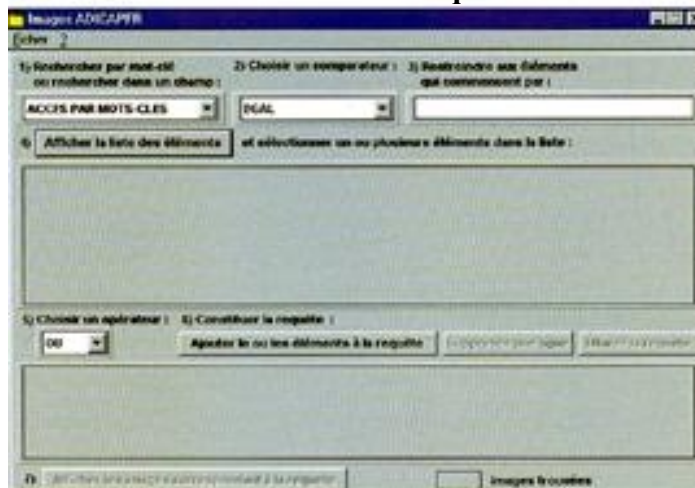 Images ADICAPER
Fichier ?
1) Rechercher par mot-clé
ou rechercher dans un champ :
2) Choisir un comparateur :
3) Restreindre aux éléments
qui commencent par :
ACCES PAR MOTS-CLES
EGAL
4) Afficher la liste des éléments et sélectionner un ou plusieurs éléments dans la liste :
5) Choisir un opérateur :
6) Constituer la requête :
OU
Ajouter le ou les éléments à la requête
7)
images trouvées